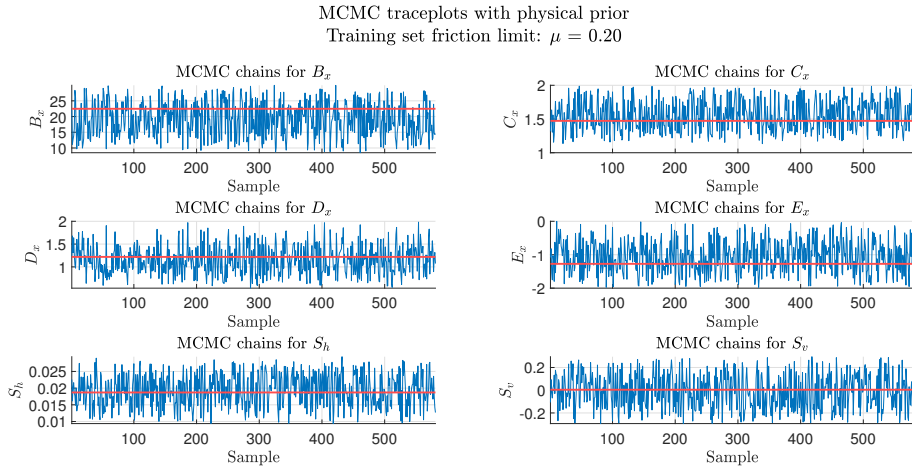 MCMC traceplots with physical prior
Training set friction limit: μ = 0.20
MCMC chains for B_x
B_x
25
20
15
10
100 200 300 400 500
Sample
MCMC chains for C_x
C_x
2
1.5
1
100 200 300 400 500
Sample
MCMC chains for D_x
D_x
2
1.5
1
100 200 300 400 500
Sample
MCMC chains for E_x
E_x
0
-1
-2
100 200 300 400 500
Sample
MCMC chains for S_h
S_h
0.025
0.02
0.015
0.01
100 200 300 400 500
Sample
MCMC chains for S_v
S_v
0.2
0
-0.2
100 200 300 400 500
Sample